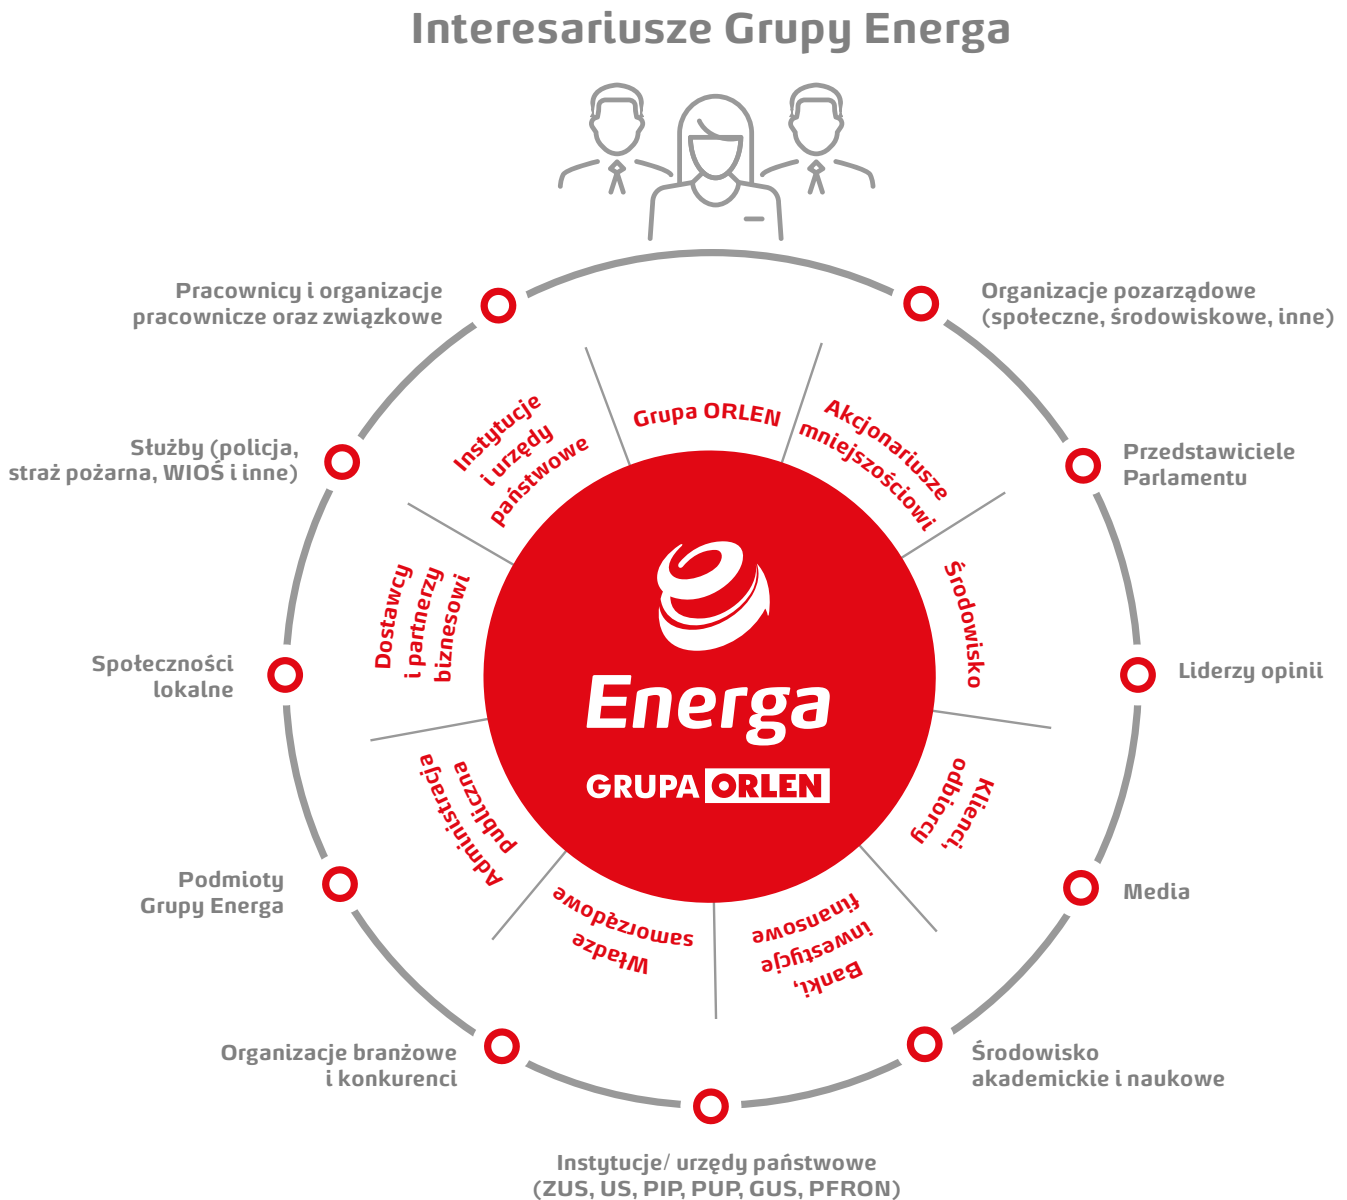 Interesariusze Grupy Energa
Pracownicy i organizacje
pracownicze oraz związkowe
Organizacje pozarządowe
(społeczne, środowiskowe, inne)
Służby (policja,
straż pożarna, WIOŚ i inne)
Przedstawiciele
Parlamentu
Społeczności
lokalne
Liderzy opinii
Podmioty
Grupy Energa
Media
Organizacje branżowe
i konkurenci
Środowisko
akademickie i naukowe
Instytucje/ urzędy państwowe
(ZUS, US, PIP, PUP, GUS, PFRON)
Grupa ORLEN
Akcjonariusze
mniejszościowi
Środowisko
Klienci,
odbiorcy
Banki,
inwestycje
finansowe
Władze
samorządowe
Administracja
publiczna
Dostawcy
i partnerzy
biznesowi
Instytucje
i urzędy
państwowe
Energa
GRUPA ORLEN